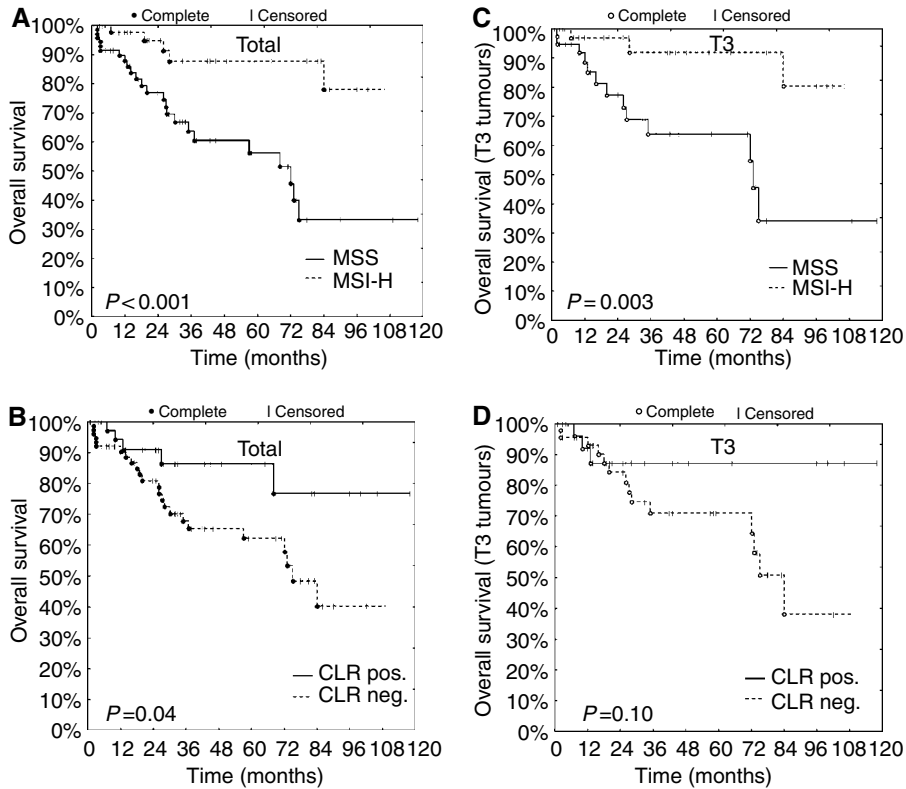 A
Complete
I Censored
Total
Overall survival
100%
90%
80%
70%
60%
50%
40%
30%
20%
10%
0%
MSS
MSI-H
P<0.001
0 12 24 36 48 60 72 84 96 108 120
Time (months)
C
Complete
I Censored
T3
Overall survival (T3 tumours)
100%
90%
80%
70%
60%
50%
40%
30%
20%
10%
0%
MSS
MSI-H
P=0.003
0 12 24 36 48 60 72 84 96 108 120
Time (months)
B
Complete
I Censored
Total
Overall survival
100%
90%
80%
70%
60%
50%
40%
30%
20%
10%
0%
CLR pos.
CLR neg.
P=0.04
0 12 24 36 48 60 72 84 96 108 120
Time (months)
D
Complete
I Censored
T3
Overall survival (T3 tumours)
100%
90%
80%
70%
60%
50%
40%
30%
20%
10%
0%
CLR pos.
CLR neg.
P=0.10
0 12 24 36 48 60 72 84 96 108 120
Time (months)